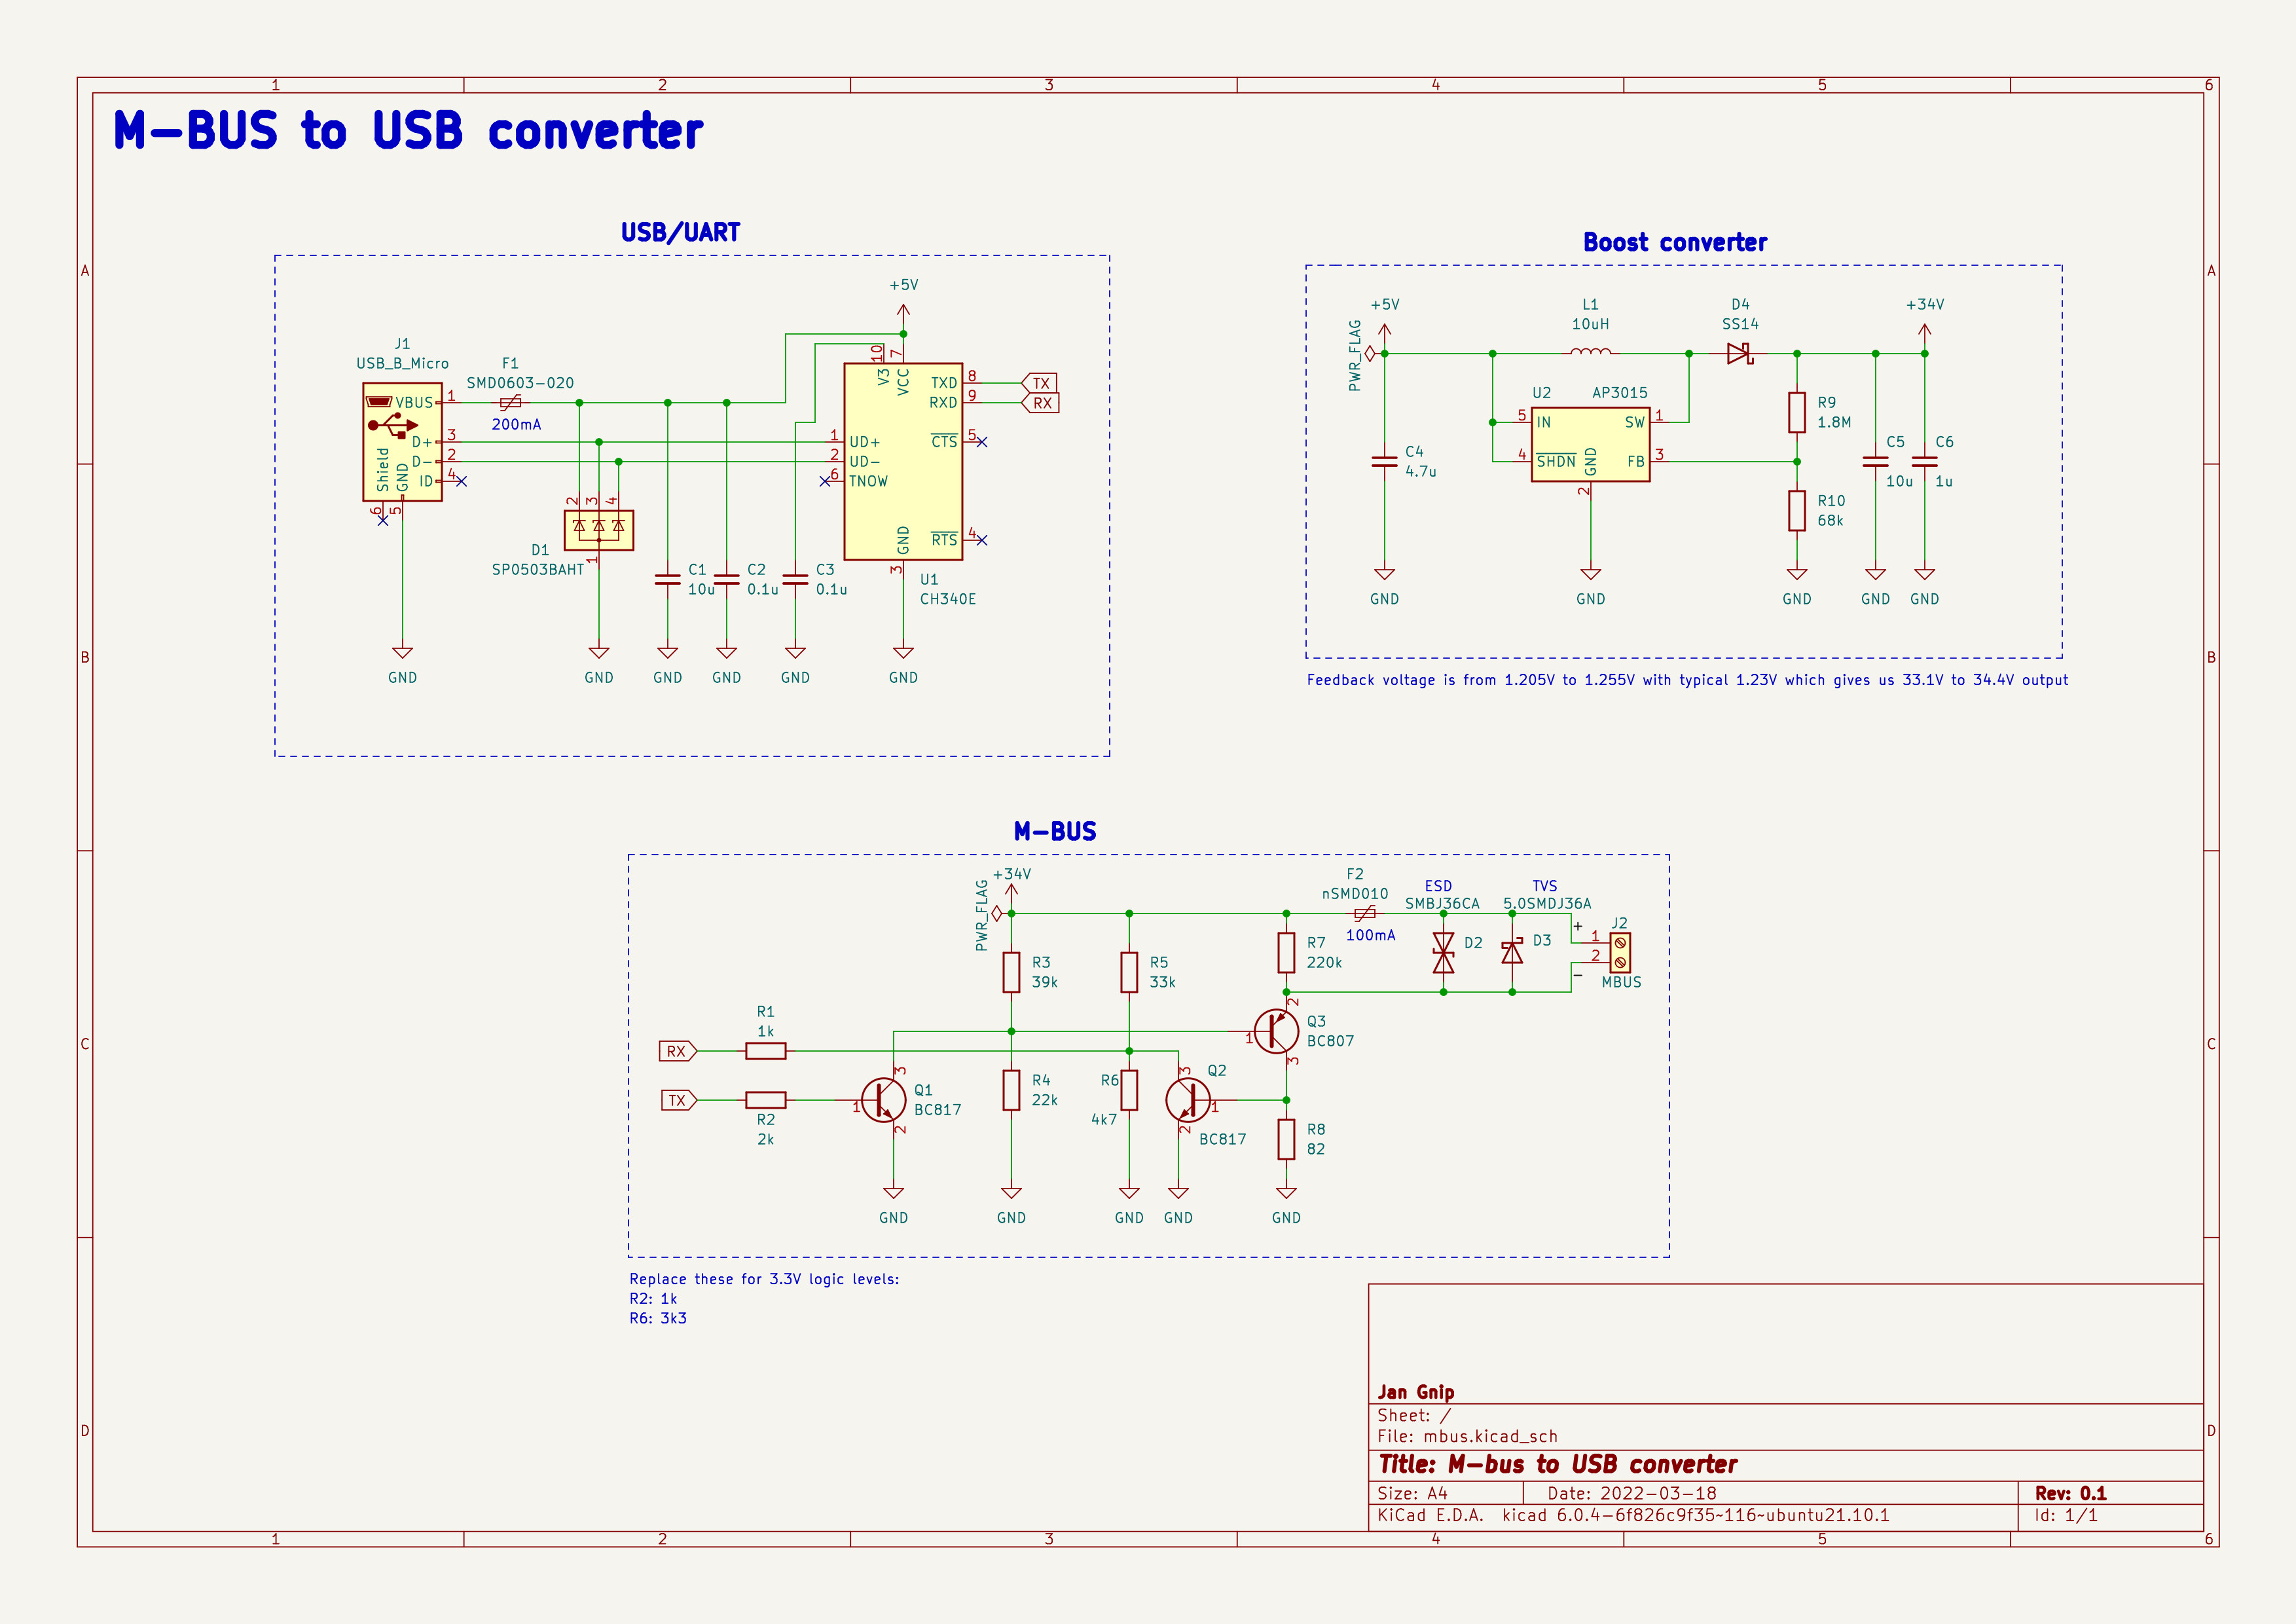 1 2 3 4 5 6
M-BUS to USB converter
USB/UART
Boost converter
A A
+5V
J1
USB_B_Micro
F1
SMD0603-020
200mA
VBUS 1
D+ 3
D- 2
ID 4
Shield
GND
6
5
2
3
4
1
D1
SP0503BAHT
C1
10u
C2
0.1u
C3
0.1u
10
7
V3
VCC
TXD 8
RXD 9
CTS 5
RTS 4
1 UD+
2 UD-
6 TNOW
GND
3
U1
CH340E
TX
RX
GND GND GND GND GND GND
+5V
PWR_FLAG
L1
10uH
D4
SS14
+34V
U2
AP3015
5 IN
4 SHDN
SW 1
FB 3
GND
2
R9
1.8M
R10
68k
C4
4.7u
C5
10u
C6
1u
GND GND GND GND GND
B B
Feedback voltage is from 1.205V to 1.255V with typical 1.23V which gives us 33.1V to 34.4V output
M-BUS
+34V
PWR_FLAG
F2
nSMD010
100mA
ESD
SMBJ36CA
D2
TVS
5.0SMDJ36A
D3
+
-
J2
1
2
MBUS
R3
39k
R5
33k
R7
220k
C C
R1
1k
RX
TX
R2
2k
Q1
BC817
1
3
2
R4
22k
R6
4k7
Q2
BC817
3
1
2
Q3
BC807
2
1
3
R8
82
GND GND GND GND GND
Replace these for 3.3V logic levels:
R2: 1k
R6: 3k3
D D
Jan Gnip
Sheet: /
File: mbus.kicad_sch
Title: M-bus to USB converter
Size: A4 Date: 2022-03-18 Rev: 0.1
KiCad E.D.A. kicad 6.0.4-6f826c9f35~116~ubuntu21.10.1 Id: 1/1
1 2 3 4 5 6